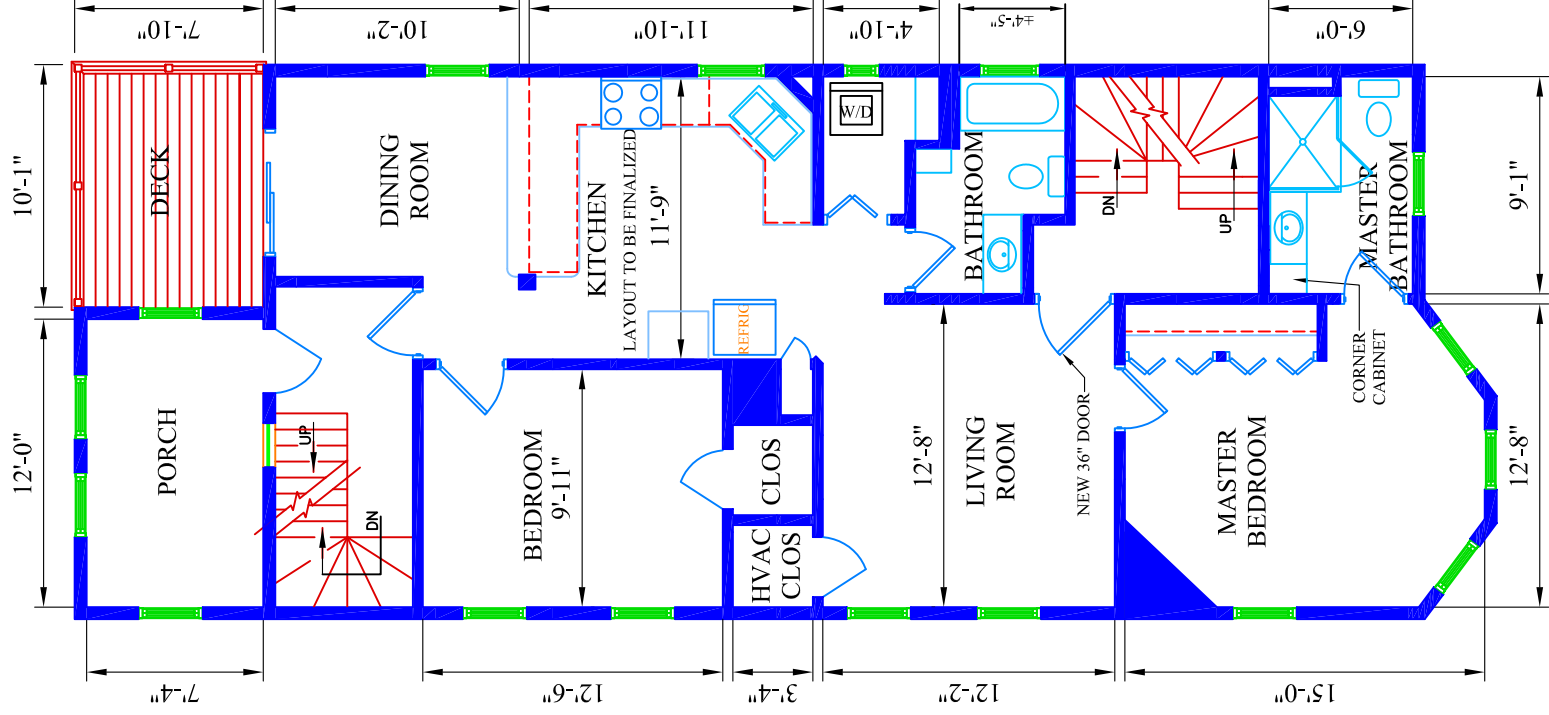 7'-10"
10'-2"
11'-10"
4'-10"
±4'-5"
6'-0"
10'-1"
DECK
DINING
ROOM
KITCHEN
LAYOUT TO BE FINALIZED
11'-9"
W/D
BATHROOM
DN
UP
MASTER
BATHROOM
9'-1"
12'-0"
PORCH
UP
DN
BEDROOM
9'-11"
REFRIG
CLOS
HVAC
CLOS
12'-8"
LIVING
ROOM
NEW 36" DOOR
MASTER
BEDROOM
CORNER
CABINET
12'-8"
7'-4"
12'-6"
3'-4"
12'-2"
15'-0"